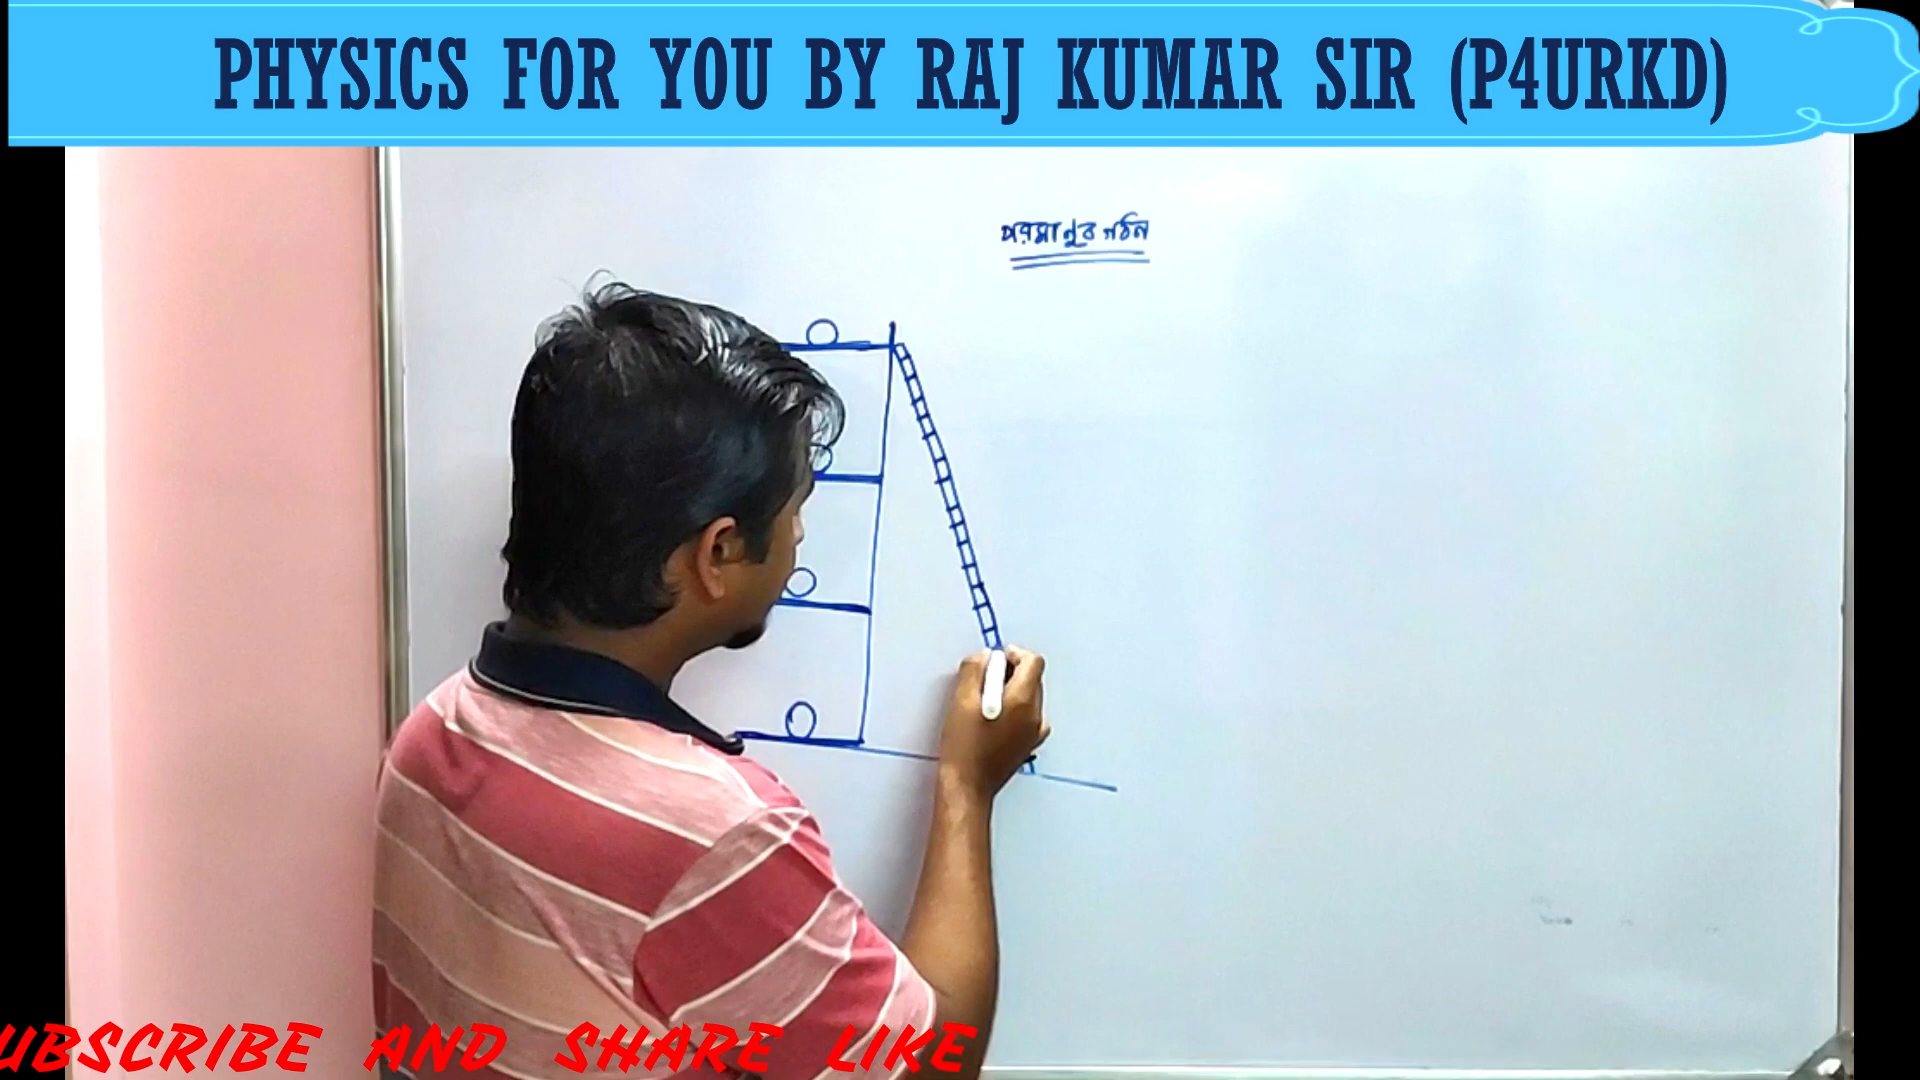 PHYSICS FOR YOU BY RAJ KUMAR SIR (P4URKD)
পরমাণুর গঠন
UBSCRIBE AND SHARE LIKE